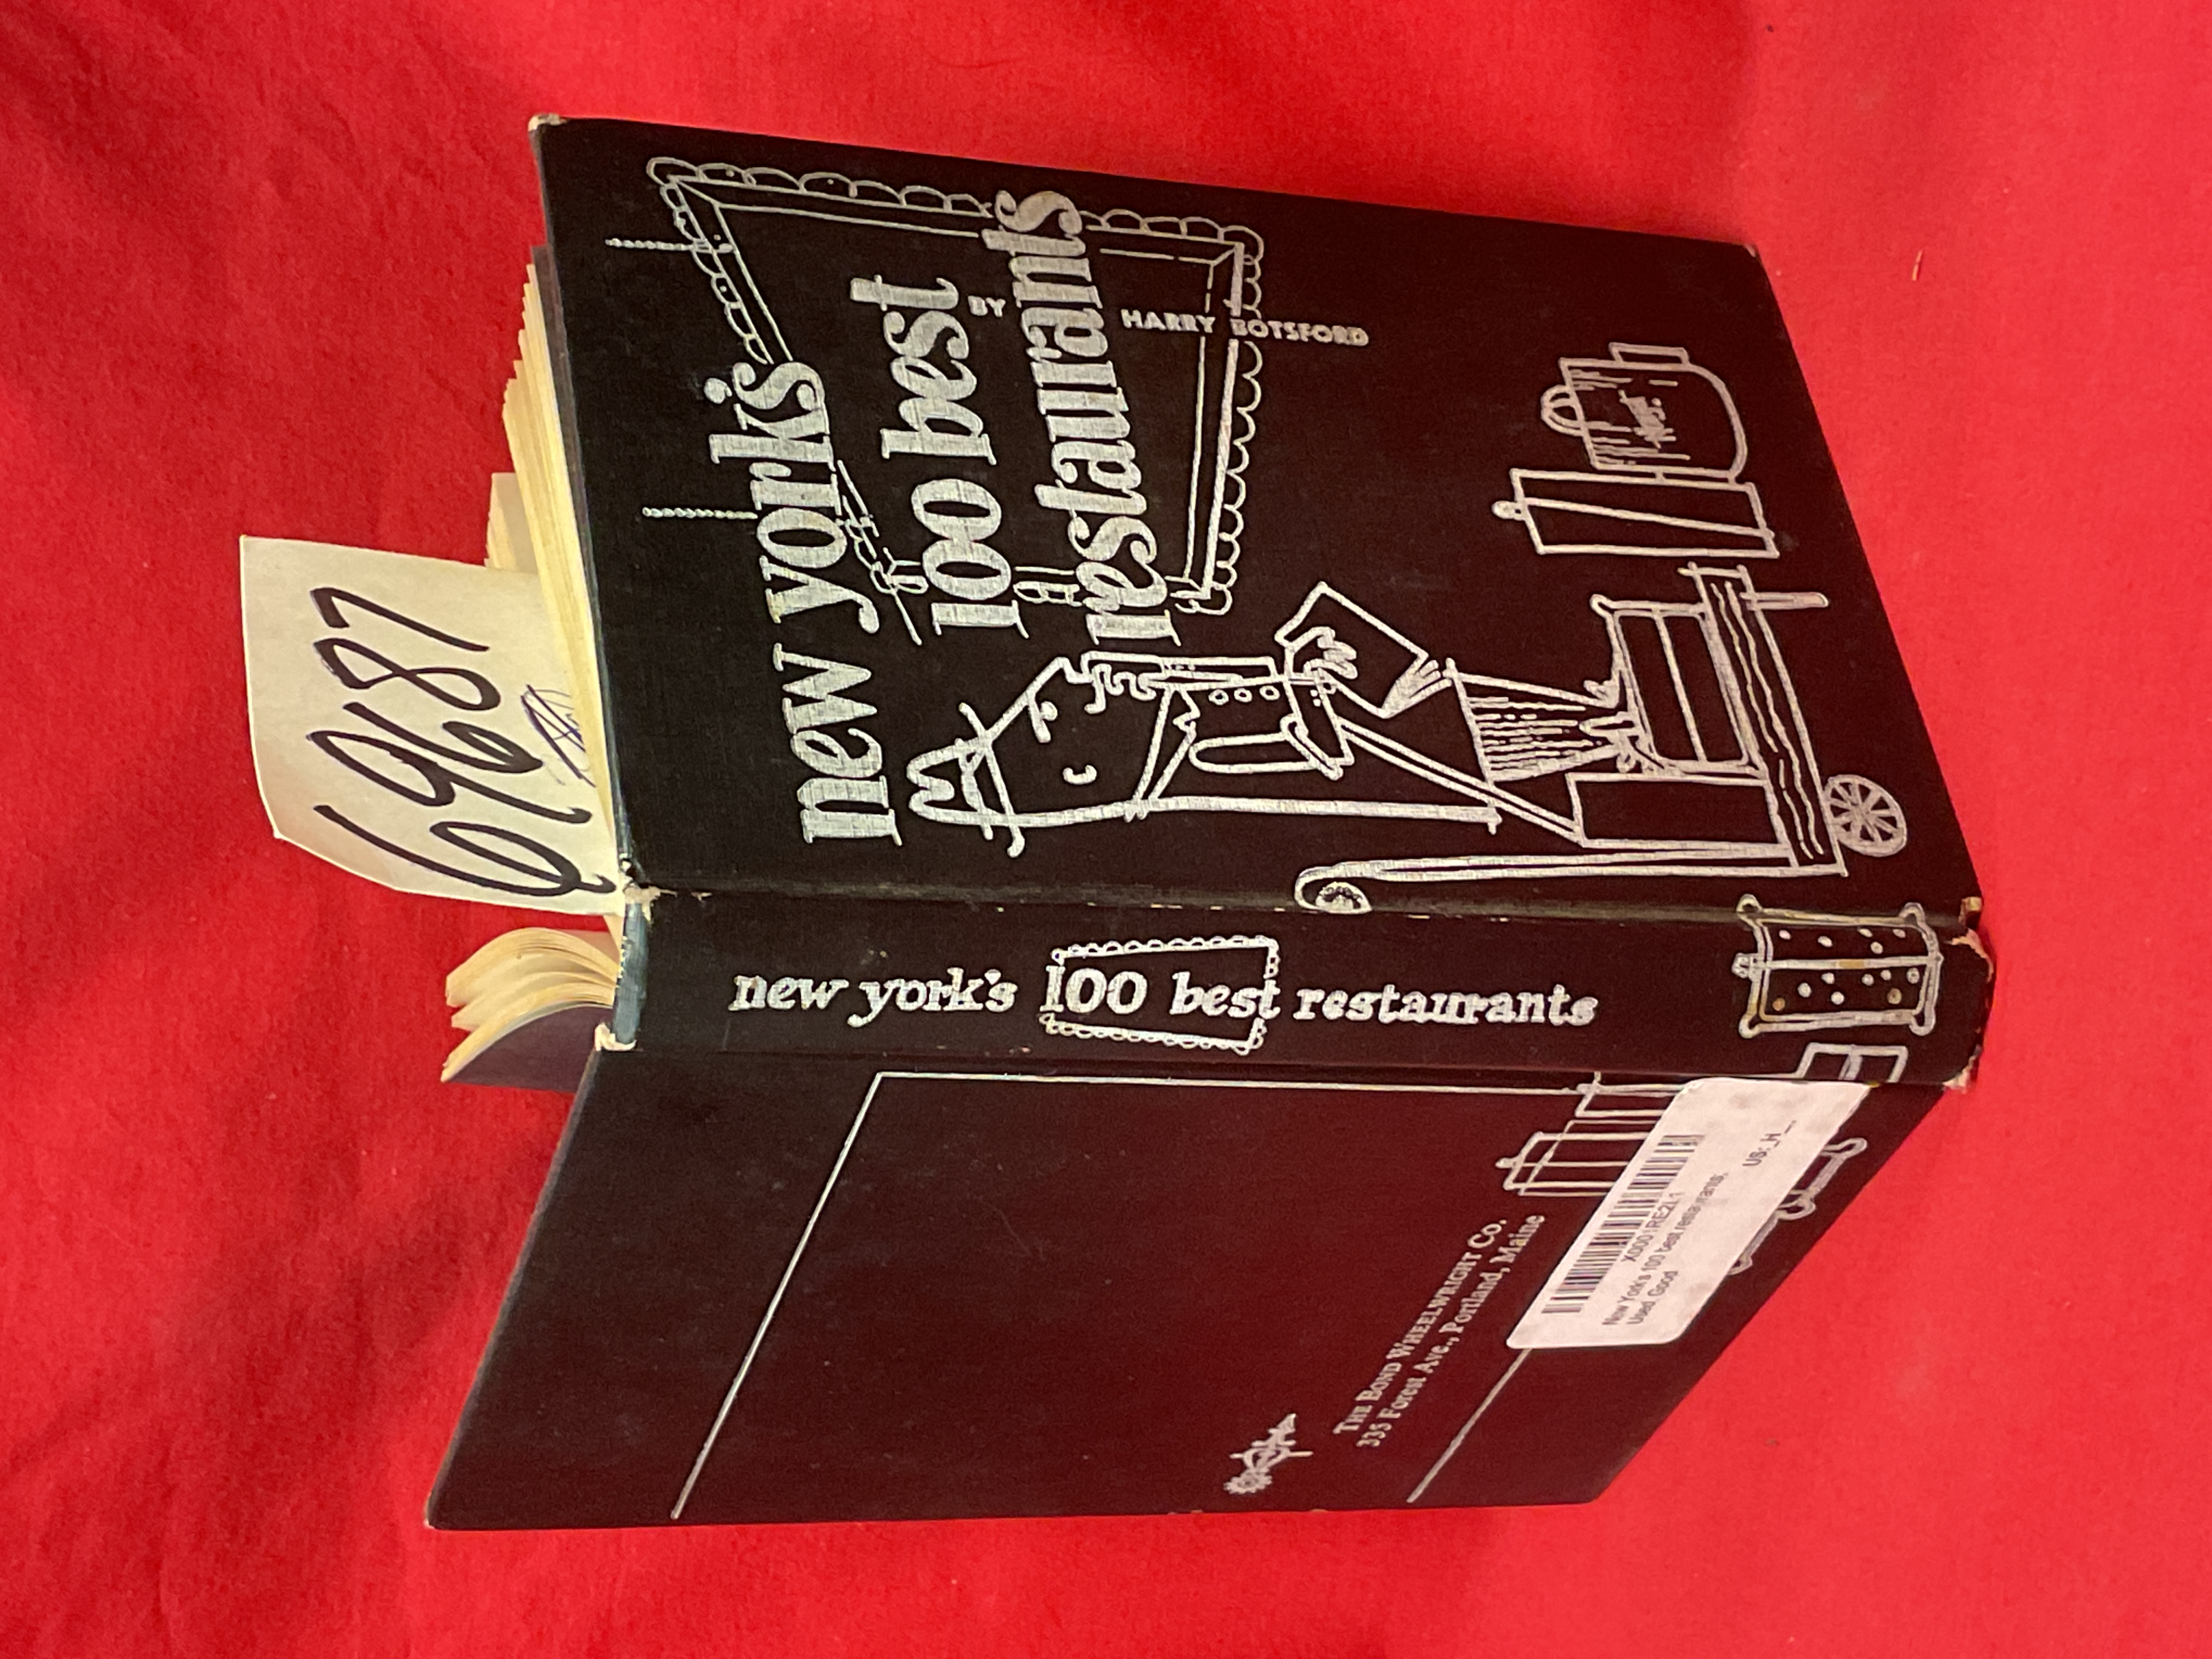 69687
new york's
100 best
BY
restaurants
HARRY BOTSFORD
new york's 100 best restaurants
THE BOND WHEELWRIGHT CO.
335 Forest Ave., Portland, Maine
New York's 100 best restaurants,
Used Good